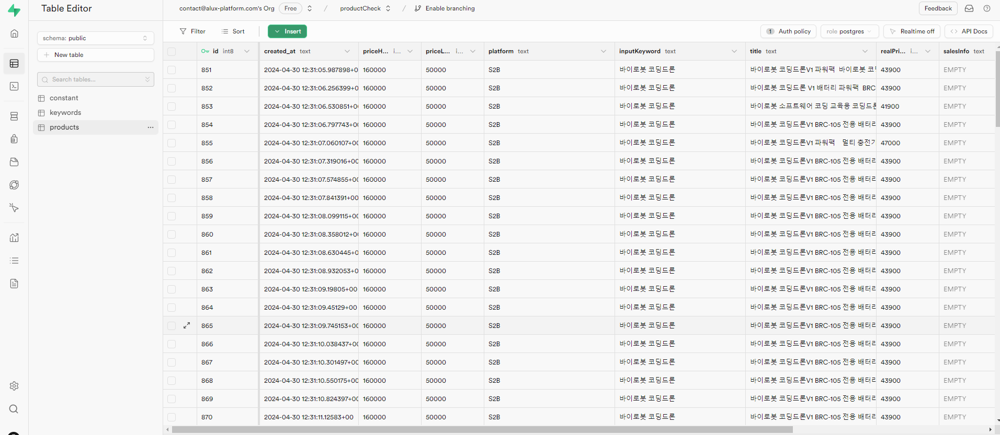 Table Editor
contact@alux-platform.com's Org Free / productCheck / Enable branching
Feedback
schema: public
New table
Search tables...
constant
keywords
products
Filter Sort Insert
1 Auth policy role postgres Realtime off API Docs
id int8 created_at text priceH... i... priceL... i... platform text inputKeyword text title text realPri... i... salesInfo text
851 2024-04-30 12:31:05.987898+0 160000 50000 S2B 바이로봇 코딩드론 바이로봇 코딩드론V1 파워팩 바이로봇 코 43900 EMPTY
852 2024-04-30 12:31:06.256399+0 160000 50000 S2B 바이로봇 코딩드론 바이로봇 코딩드론 V1 배터리 파워팩 BRC 43900 EMPTY
853 2024-04-30 12:31:06.530851+0 160000 50000 S2B 바이로봇 코딩드론 바이로봇 소프트웨어 코딩 교육용 코딩드론 41900 EMPTY
854 2024-04-30 12:31:06.797743+0 160000 50000 S2B 바이로봇 코딩드론 바이로봇 코딩드론V1 BRC-105 전용 배터리 43900 EMPTY
855 2024-04-30 12:31:07.060107+00 160000 50000 S2B 바이로봇 코딩드론 바이로봇 코딩드론V1 파워팩 멀티 충전기 47000 EMPTY
856 2024-04-30 12:31:07.319016+00 160000 50000 S2B 바이로봇 코딩드론 바이로봇 코딩드론V1 BRC-105 전용 배터리 43900 EMPTY
857 2024-04-30 12:31:07.574855+00 160000 50000 S2B 바이로봇 코딩드론 바이로봇 코딩드론V1 BRC-105 전용 배터리 43900 EMPTY
858 2024-04-30 12:31:07.841391+00 160000 50000 S2B 바이로봇 코딩드론 바이로봇 코딩드론V1 BRC-105 전용 배터리 43900 EMPTY
859 2024-04-30 12:31:08.099115+00 160000 50000 S2B 바이로봇 코딩드론 바이로봇 코딩드론V1 BRC-105 전용 배터리 43900 EMPTY
860 2024-04-30 12:31:08.358012+0 160000 50000 S2B 바이로봇 코딩드론 바이로봇 코딩드론V1 BRC-105 전용 배터리 43900 EMPTY
861 2024-04-30 12:31:08.630445+0 160000 50000 S2B 바이로봇 코딩드론 바이로봇 코딩드론V1 BRC-105 전용 배터리 43900 EMPTY
862 2024-04-30 12:31:08.932053+0 160000 50000 S2B 바이로봇 코딩드론 바이로봇 코딩드론V1 BRC-105 전용 배터리 43900 EMPTY
863 2024-04-30 12:31:09.19805+00 160000 50000 S2B 바이로봇 코딩드론 바이로봇 코딩드론V1 BRC-105 전용 배터리 43900 EMPTY
864 2024-04-30 12:31:09.45129+00 160000 50000 S2B 바이로봇 코딩드론 바이로봇 코딩드론V1 BRC-105 전용 배터리 43900 EMPTY
865 2024-04-30 12:31:09.745153+00 160000 50000 S2B 바이로봇 코딩드론 바이로봇 코딩드론V1 BRC-105 전용 배터리 43900 EMPTY
866 2024-04-30 12:31:10.038437+00 160000 50000 S2B 바이로봇 코딩드론 바이로봇 코딩드론V1 BRC-105 전용 배터리 43900 EMPTY
867 2024-04-30 12:31:10.301497+00 160000 50000 S2B 바이로봇 코딩드론 바이로봇 코딩드론V1 BRC-105 전용 배터리 43900 EMPTY
868 2024-04-30 12:31:10.550175+00 160000 50000 S2B 바이로봇 코딩드론 바이로봇 코딩드론V1 BRC-105 전용 배터리 43900 EMPTY
869 2024-04-30 12:31:10.824397+00 160000 50000 S2B 바이로봇 코딩드론 바이로봇 코딩드론V1 BRC-105 전용 배터리 43900 EMPTY
870 2024-04-30 12:31:11.12583+00 160000 50000 S2B 바이로봇 코딩드론 바이로봇 코딩드론V1 BRC-105 전용 배터리 43900 EMPTY